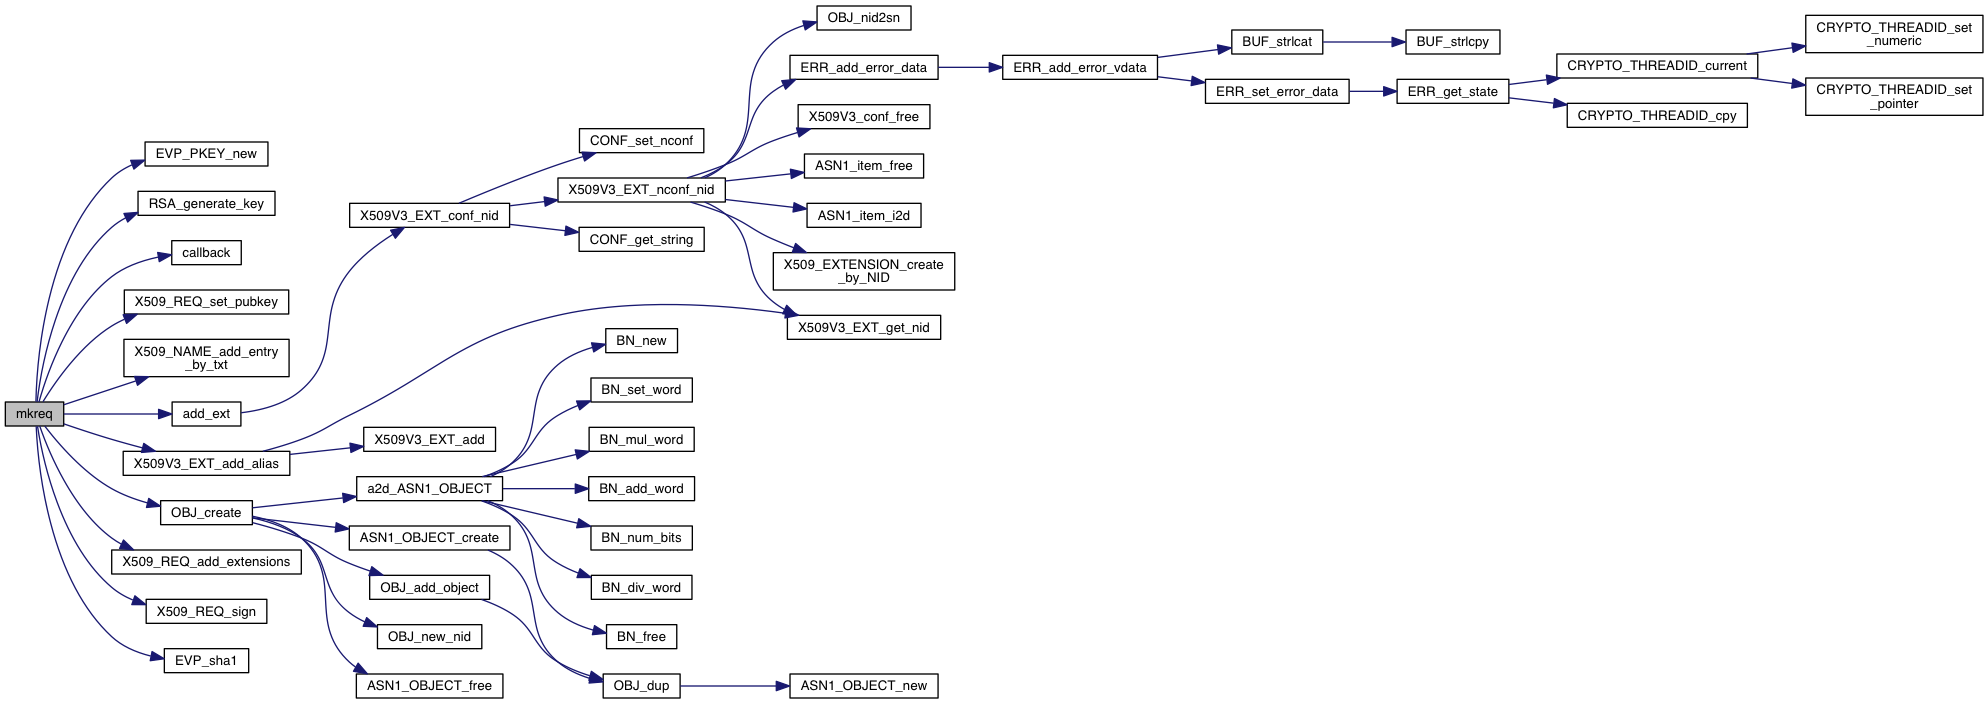 mkreq
EVP_PKEY_new
RSA_generate_key
callback
X509_REQ_set_pubkey
X509_NAME_add_entry
_by_txt
add_ext
X509V3_EXT_add_alias
OBJ_create
X509_REQ_add_extensions
X509_REQ_sign
EVP_sha1
X509V3_EXT_conf_nid
X509V3_EXT_add
a2d_ASN1_OBJECT
ASN1_OBJECT_create
OBJ_add_object
OBJ_new_nid
ASN1_OBJECT_free
CONF_set_nconf
X509V3_EXT_nconf_nid
CONF_get_string
BN_new
BN_set_word
BN_mul_word
BN_add_word
BN_num_bits
BN_div_word
BN_free
OBJ_dup
OBJ_nid2sn
ERR_add_error_data
X509V3_conf_free
ASN1_item_free
ASN1_item_i2d
X509_EXTENSION_create
_by_NID
X509V3_EXT_get_nid
ASN1_OBJECT_new
ERR_add_error_vdata
BUF_strlcat
ERR_set_error_data
BUF_strlcpy
ERR_get_state
CRYPTO_THREADID_current
CRYPTO_THREADID_cpy
CRYPTO_THREADID_set
_numeric
CRYPTO_THREADID_set
_pointer